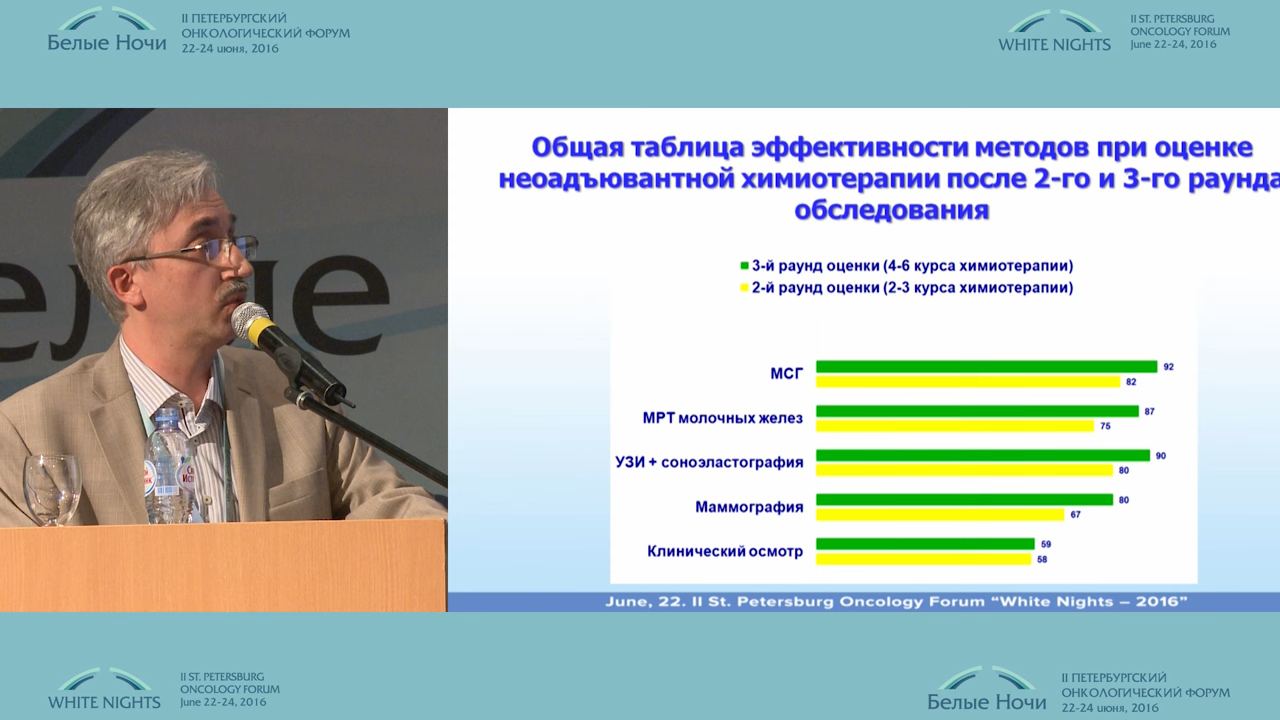 Белые Ночи
II ПЕТЕРБУРГСКИЙ
ОНКОЛОГИЧЕСКИЙ ФОРУМ
22-24 июня, 2016
WHITE NIGHTS
II ST. PETERSBURG
ONCOLOGY FORUM
June 22-24, 2016
Общая таблица эффективности методов при оценке
неоадъювантной химиотерапии после 2-го и 3-го раунда
обследования
3-й раунд оценки (4-6 курса химиотерапии)
2-й раунд оценки (2-3 курса химиотерапии)
МСГ
92
82
МРТ молочных желез
87
75
УЗИ + соноэластография
90
80
Маммография
80
67
Клинический осмотр
59
58
June, 22. II St. Petersburg Oncology Forum “White Nights – 2016”
WHITE NIGHTS
II ST. PETERSBURG
ONCOLOGY FORUM
June 22-24, 2016
Белые Ночи
II ПЕТЕРБУРГСКИЙ
ОНКОЛОГИЧЕСКИЙ ФОРУМ
22-24 июня, 2016